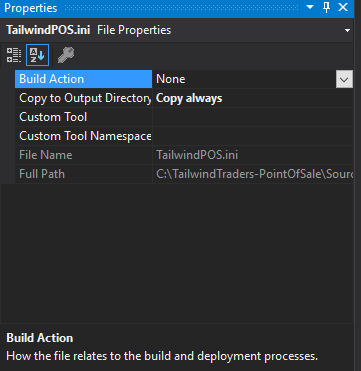 Properties
TailwindPOS.ini File Properties
Build Action None
Copy to Output Directory Copy always
Custom Tool
Custom Tool Namespace
File Name TailwindPOS.ini
Full Path C:\TailwindTraders-PointOfSale\Sour
Build Action
How the file relates to the build and deployment processes.